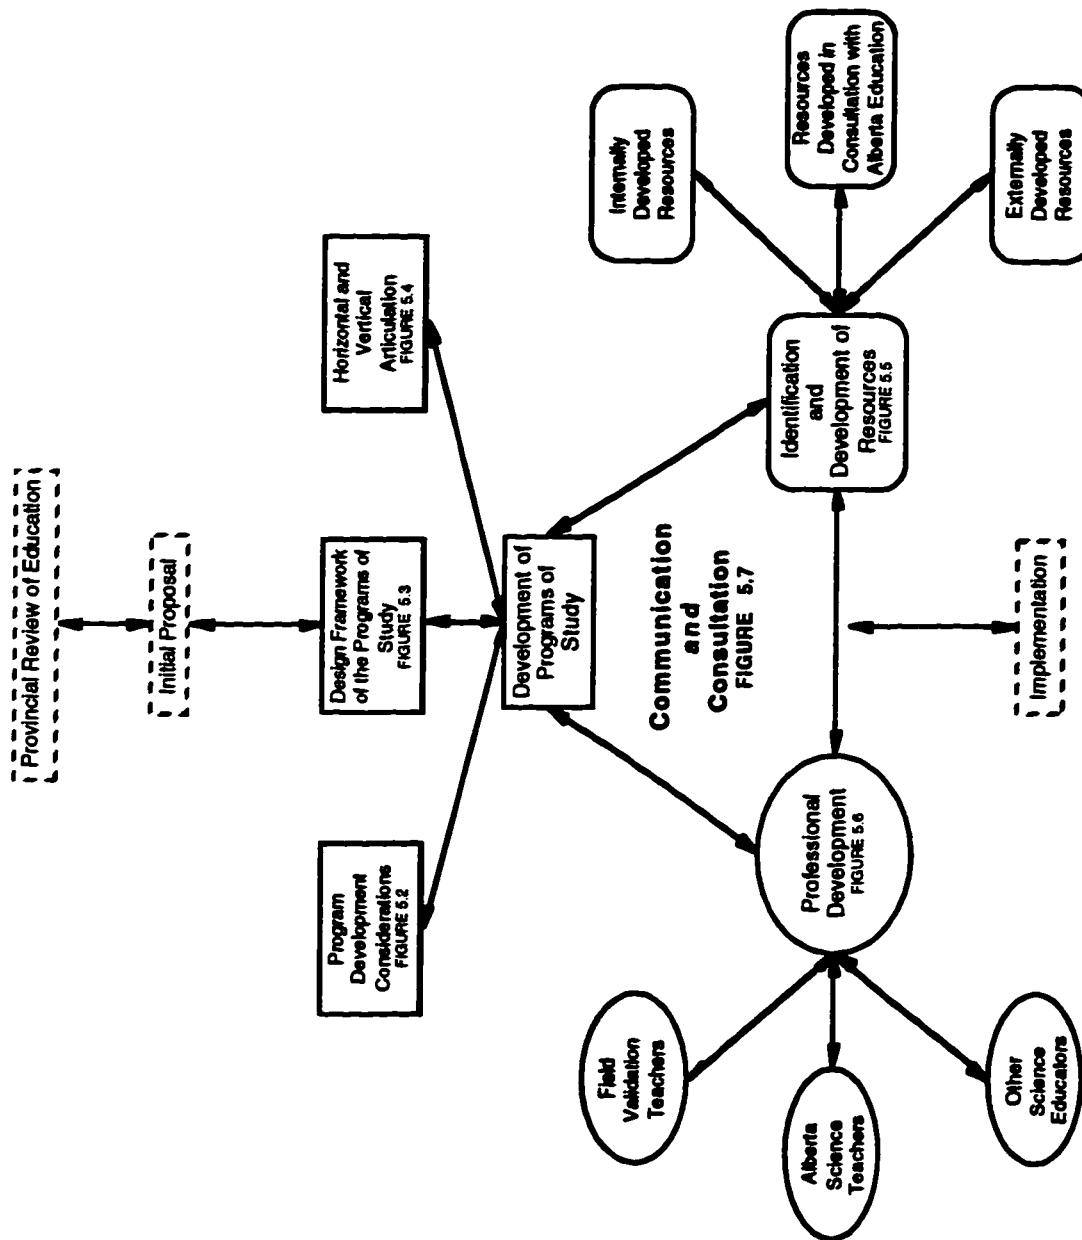 Provincial Review of Education
Initial Proposal
Program
Development
Considerations
FIGURE 5.2
Design Framework
of the Programs of
Study
FIGURE 5.3
Horizontal and
Vertical
Articulation
FIGURE 5.4
Development of
Programs of
Study
Communication
and
Consultation
FIGURE 5.7
Field
Validation
Teachers
Alberta
Science
Teachers
Other
Science
Educators
Professional
Development
FIGURE 5.6
Identification
and
Development of
Resources
FIGURE 5.5
Internally
Developed
Resources
Resources
Developed in
Consultation with
Alberta Education
Externally
Developed
Resources
Implementation